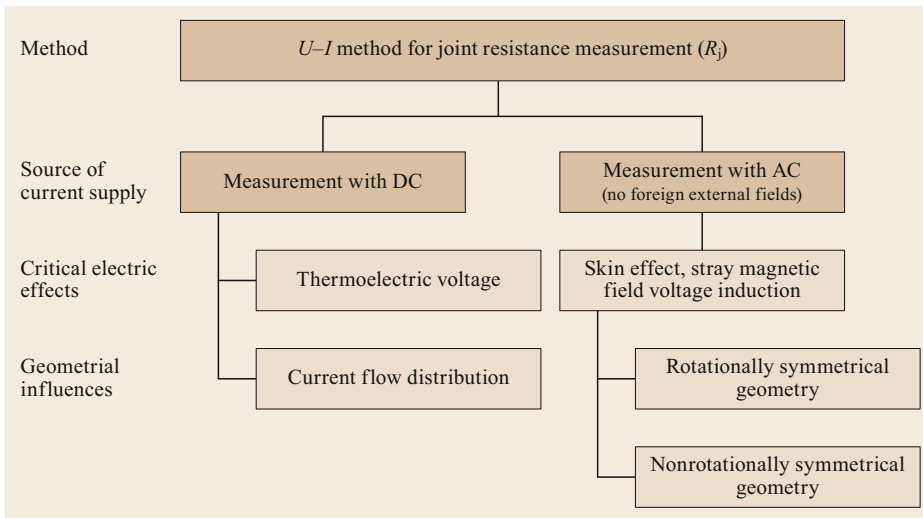 Method
U–I method for joint resistance measurement (Rj)
Source of
current supply
Measurement with DC
Measurement with AC
(no foreign external fields)
Critical electric
effects
Thermoelectric voltage
Skin effect, stray magnetic
field voltage induction
Geometrial
influences
Current flow distribution
Rotationally symmetrical
geometry
Nonrotationally symmetrical
geometry